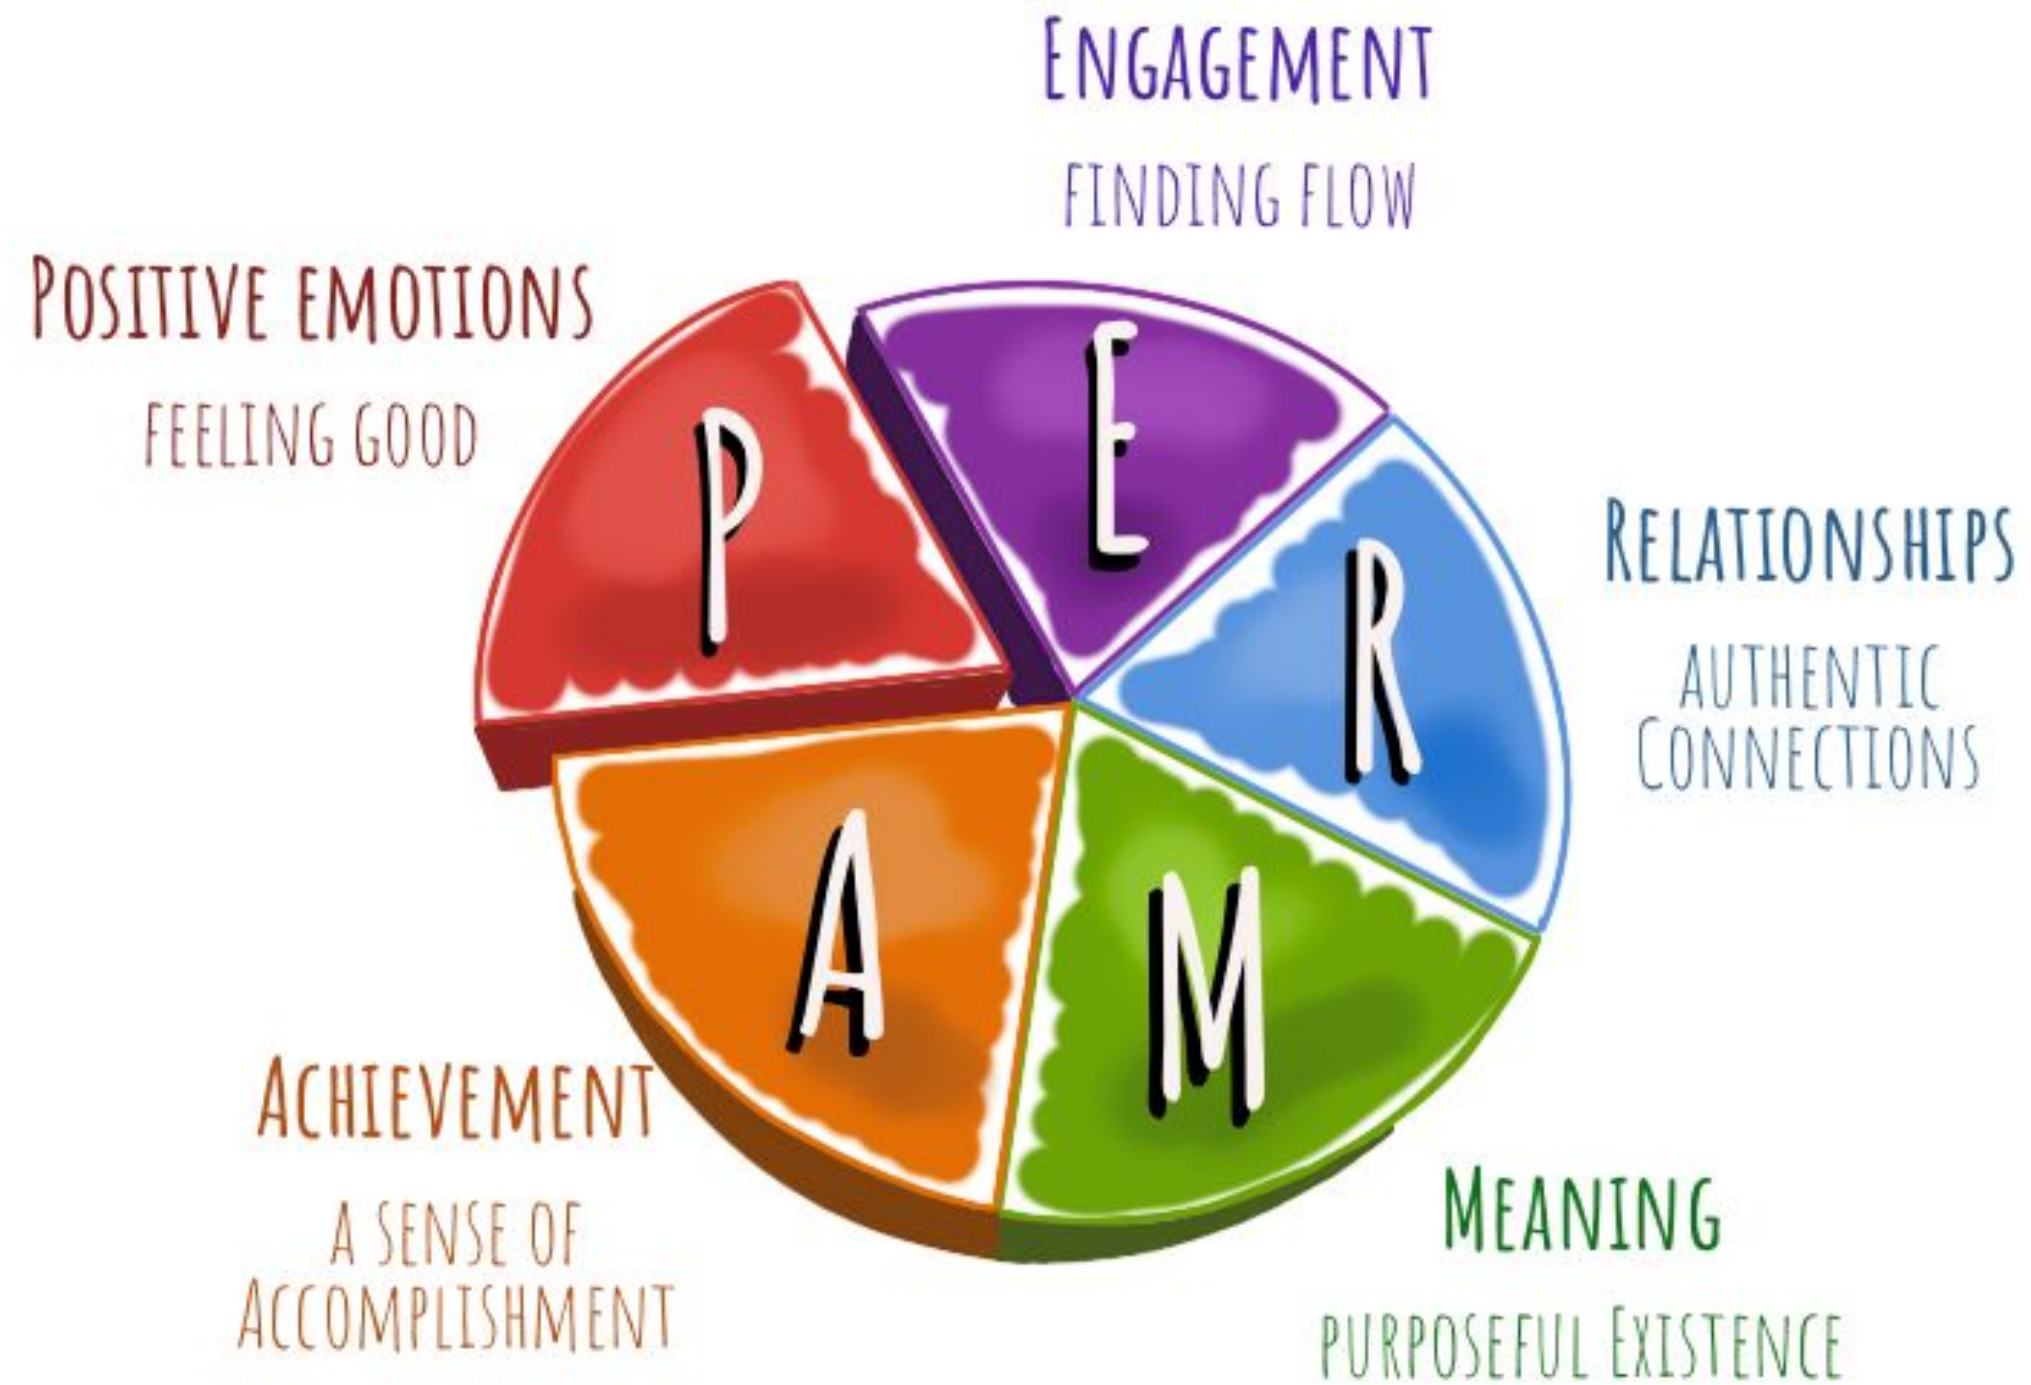 ENGAGEMENT
FINDING FLOW
POSITIVE EMOTIONS
FEELING GOOD
P
E
R
RELATIONSHIPS
AUTHENTIC
CONNECTIONS
A
M
ACHIEVEMENT
A SENSE OF
ACCOMPLISHMENT
MEANING
PURPOSEFUL EXISTENCE